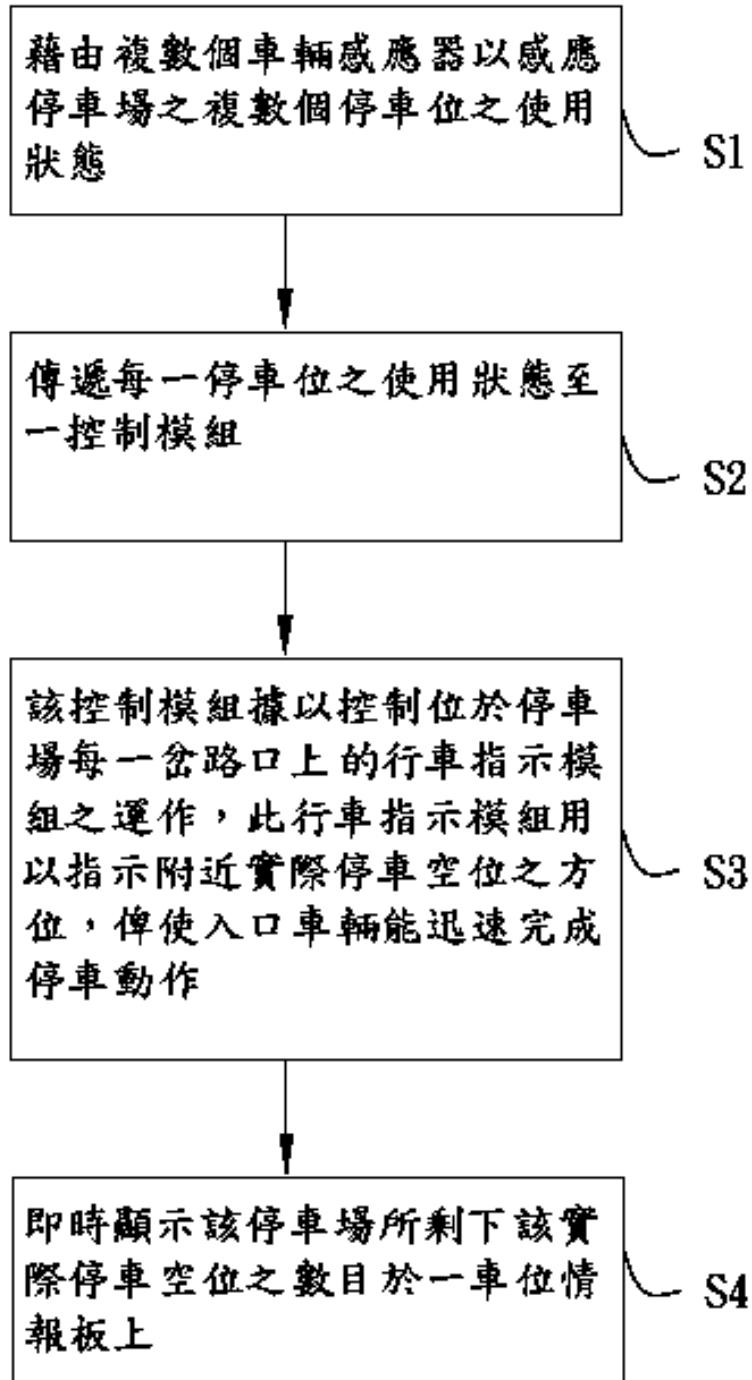 藉由複數個車輛感應器以感應
停車場之複數個停車位之使用
狀態
S1
傳遞每一停車位之使用狀態至
一控制模組
S2
該控制模組據以控制位於停車
場每一岔路口上的行車指示模
組之運作，此行車指示模組用
以指示附近實際停車空位之方
位，俾使入口車輛能迅速完成
停車動作
S3
即時顯示該停車場所剩下該實
際停車空位之數目於一車位情
報板上
S4